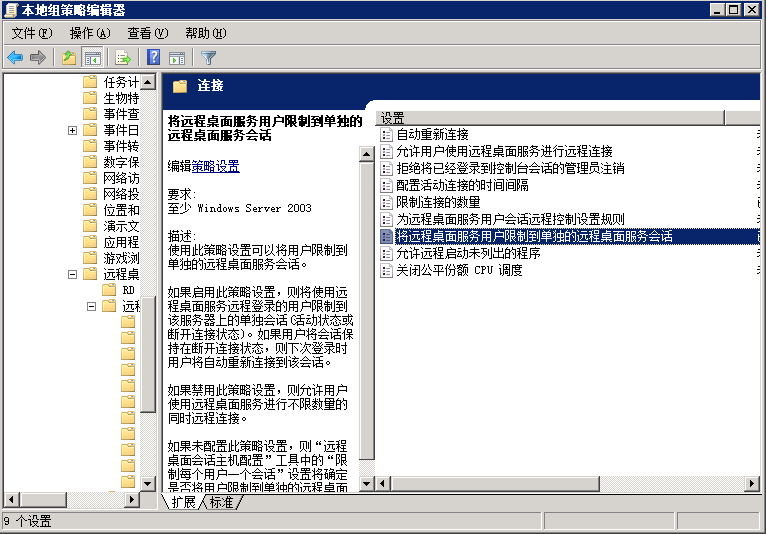 本地组策略编辑器
文件(F) 操作(A) 查看(V) 帮助(H)
任务计
生物特
事件查
事件日
事件转
数字保
网络访
网络投
位置和
演示文
应用程
游戏浏
远程桌
RD
远程
连接
将远程桌面服务用户限制到单独的
远程桌面服务会话
编辑策略设置
要求:
至少 Windows Server 2003
描述:
使用此策略设置可以将用户限制到
单独的远程桌面服务会话。
如果启用此策略设置，则将使用远
程桌面服务远程登录的用户限制到
该服务器上的单独会话(活动状态或
断开连接状态)。如果用户将会话保
持在断开连接状态，则下次登录时
用户将自动重新连接到该会话。
如果禁用此策略设置，则允许用户
使用远程桌面服务进行不限数量的
同时远程连接。
如果未配置此策略设置，则“远程
桌面会话主机配置”工具中的“限
制每个用户一个会话”设置将确定
是否将用户限制到单独的远程桌面
设置
自动重新连接
允许用户使用远程桌面服务进行远程连接
拒绝将已经登录到控制台会话的管理员注销
配置活动连接的时间间隔
限制连接的数量
为远程桌面服务用户会话远程控制设置规则
将远程桌面服务用户限制到单独的远程桌面服务会话
允许远程启动未列出的程序
关闭公平份额 CPU 调度
扩展 标准
9 个设置